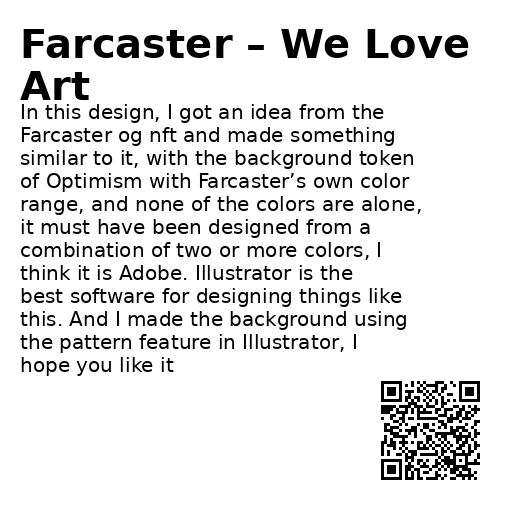 Farcaster – We Love
Art
In this design, I got an idea from the
Farcaster og nft and made something
similar to it, with the background token
of Optimism with Farcaster’s own color
range, and none of the colors are alone,
it must have been designed from a
combination of two or more colors, I
think it is Adobe. Illustrator is the
best software for designing things like
this. And I made the background using
the pattern feature in Illustrator, I
hope you like it